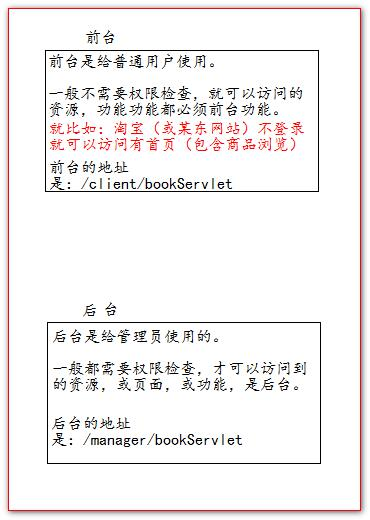 前台
前台是给普通用户使用。
一般不需要权限检查，就可以访问的
资源，功能功能都必须前台功能。
就比如：淘宝（或某东网站）不登录
就可以访问有首页（包含商品浏览）
前台的地址
是：/client/bookServlet
后 台
后台是给管理员使用的。
一般都需要权限检查，才可以访问到
的资源，或页面，或功能，是后台。
后台的地址
是：/manager/bookServlet